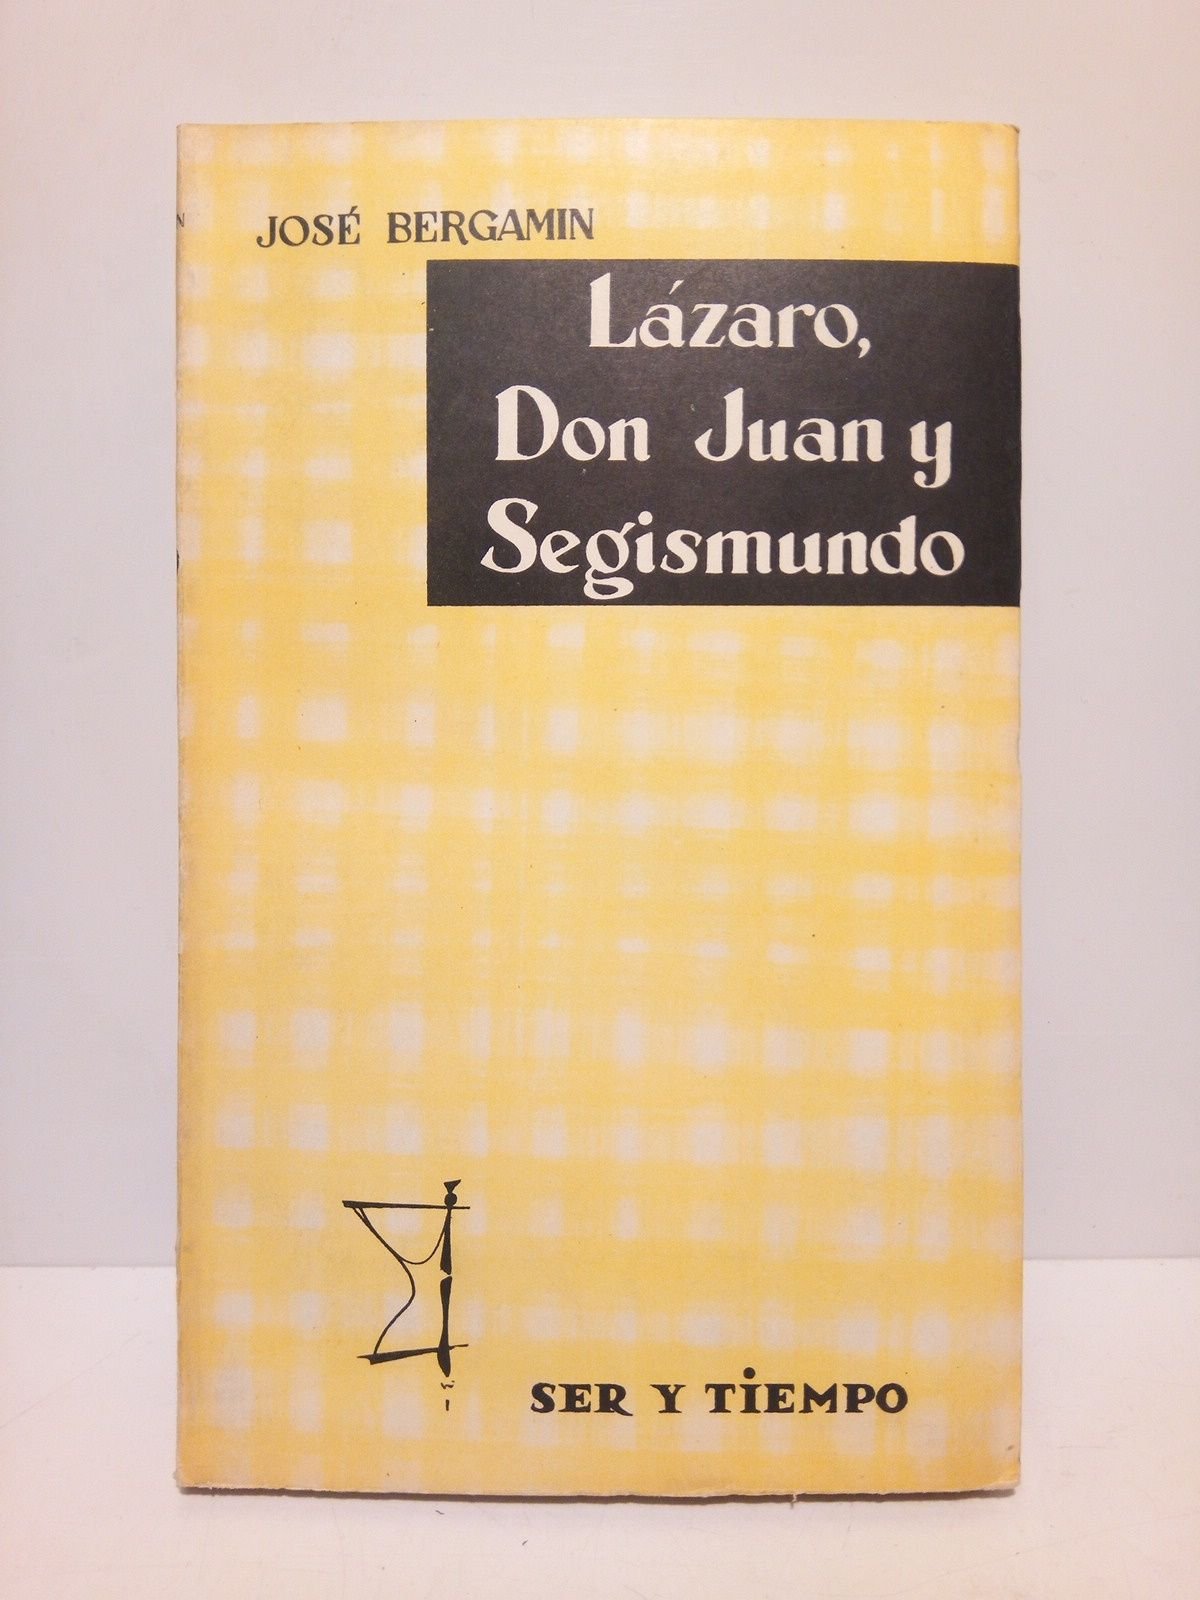 JOSÉ BERGAMIN
Lázaro,
Don Juan y
Segismundo
SER Y TIEMPO